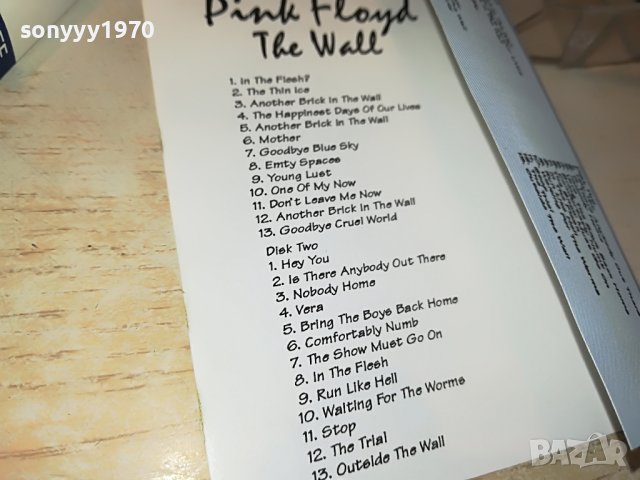 sonyyy1970
Pink Floyd
The Wall
1. In The Flesh?
2. The Thin Ice
3. Another Brick In The Wall
4. The Happinest Days Of Our Lives
5. Another Brick In The Wall
6. Mother
7. Goodbye Blue Sky
8. Emty Spaces
9. Young Lust
10. One Of My Now
11. Don't Leave Me Now
12. Another Brick In The Wall
13. Goodbye Cruel World
Disk Two
1. Hey You
2. Is There Anybody Out There
3. Nobody Home
4. Vera
5. Bring The Boys Back Home
6. Comfortably Numb
7. The Show Must Go On
8. In The Flesh
9. Run Like Hell
10. Waiting For The Worms
11. Stop
12. The Trial
13. Outside The Wall
BAZAR